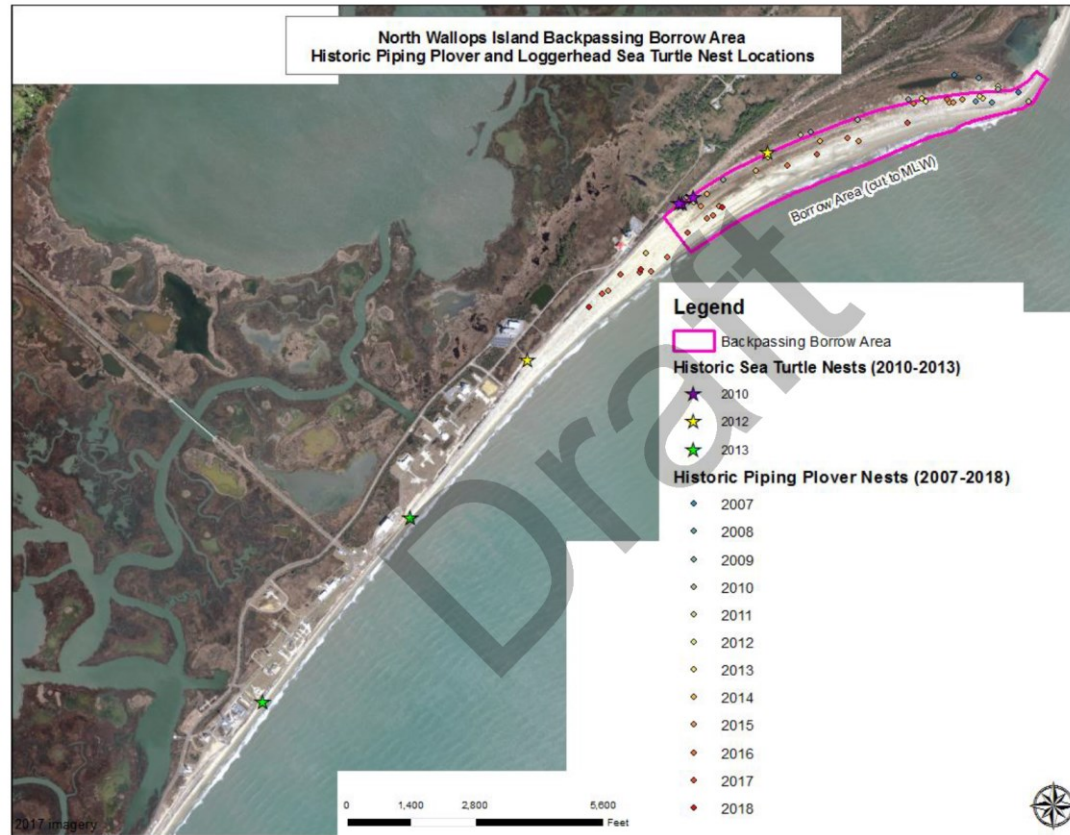 North Wallops Island Backpassing Borrow Area
Historic Piping Plover and Loggerhead Sea Turtle Nest Locations
Borrow Area (cut to MLW)
Draft
Legend
Backpassing Borrow Area
Historic Sea Turtle Nests (2010-2013)
2010
2012
2013
Historic Piping Plover Nests (2007-2018)
2007
2008
2009
2010
2011
2012
2013
2014
2015
2016
2017
2018
0 1,400 2,800 5,600
Feet
2017 imagery